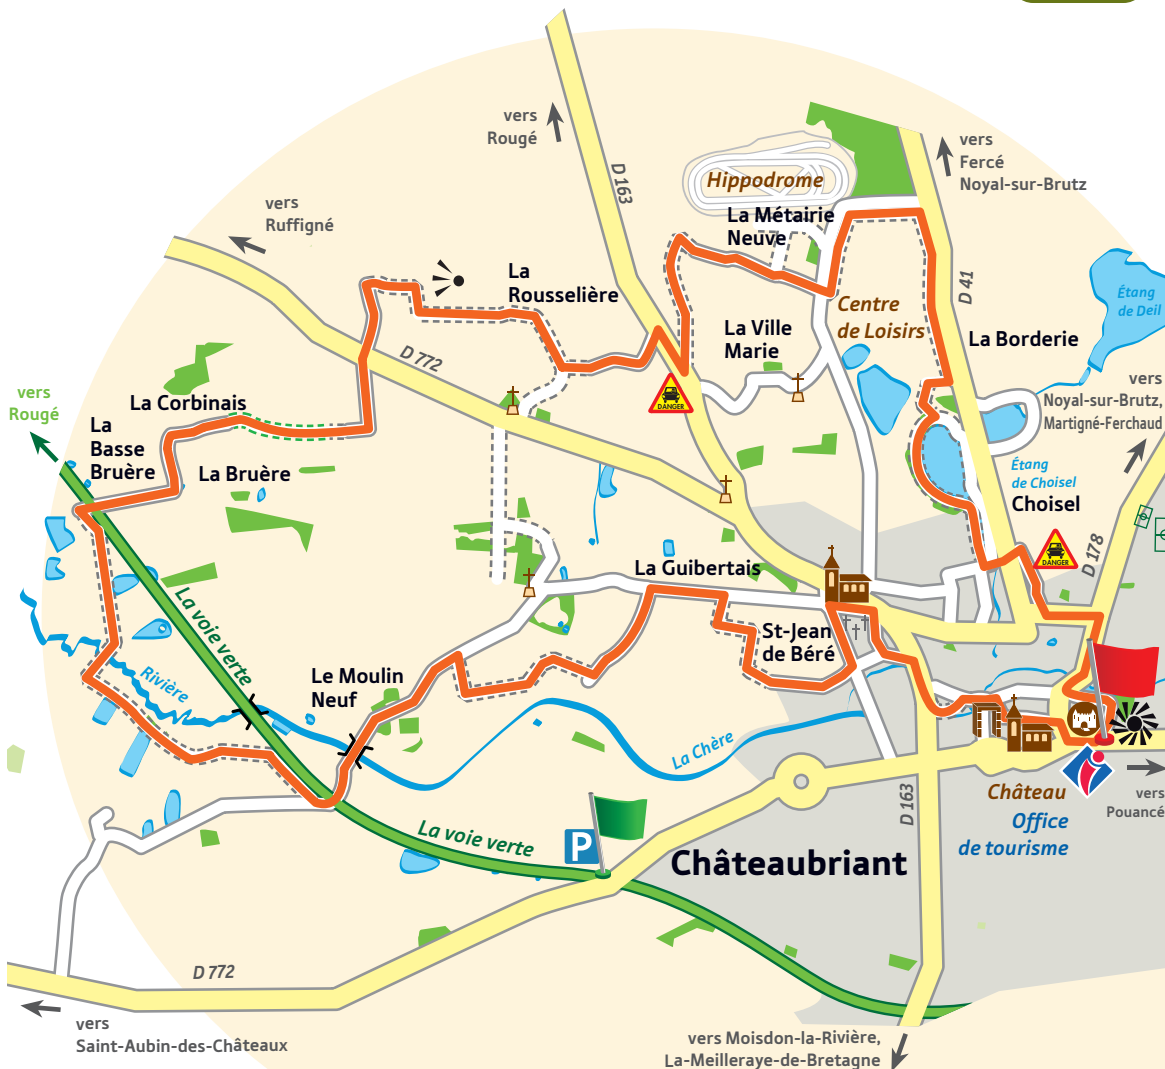 vers
Rougé
D 163
vers
Fercé
Noyal-sur-Brutz
Hippodrome
vers
Ruffigné
La Métairie
Neuve
D 41
La
Rousselière
Étang
de Deil
Centre
de Loisirs
La Ville
Marie
La Borderie
D 772
vers
Noyal-sur-Brutz,
Martigné-Ferchaud
vers
Rougé
DANGER
La Corbinais
La
Basse
Bruère
La Bruère
Étang
de Choisel
Choisel
D 178
DANGER
La Guibertais
La voie verte
St-Jean
de Béré
Rivière
Le Moulin
Neuf
La Chère
D 163
Château
Office
de tourisme
vers
Pouancé
La voie verte
P
Châteaubriant
D 772
vers
Saint-Aubin-des-Châteaux
vers Moisdon-la-Rivière,
La-Meilleraye-de-Bretagne